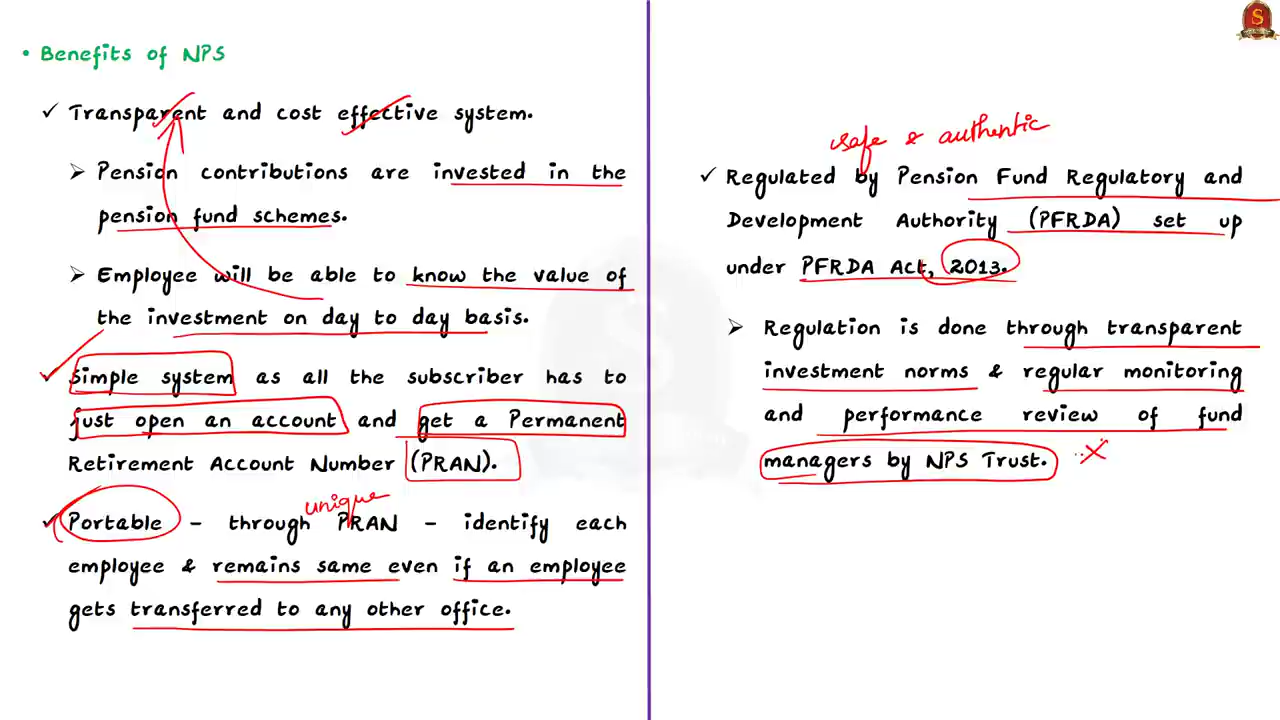 • Benefits of NPS
✓ Transparent and cost effective system.
➤ Pension contributions are invested in the
pension fund schemes.
➤ Employee will be able to know the value of
the investment on day to day basis.
✓ Simple system as all the subscriber has to
just open an account and get a Permanent
Retirement Account Number (PRAN).
unique
✓ Portable - through PRAN - identify each
employee & remains same even if an employee
gets transferred to any other office.
safe & authentic
✓ Regulated by Pension Fund Regulatory and
Development Authority (PFRDA) set up
under PFRDA Act, 2013.
➤ Regulation is done through transparent
investment norms & regular monitoring
and performance review of fund
managers by NPS Trust.
S